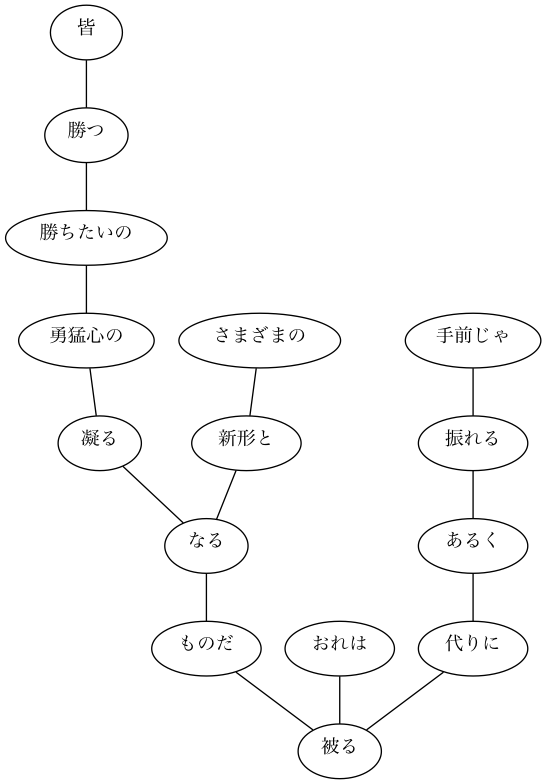 皆
勝つ
勝ちたいの
勇猛心の
さまざまの
手前じゃ
凝る
新形と
振れる
なる
あるく
ものだ
おれは
代りに
被る